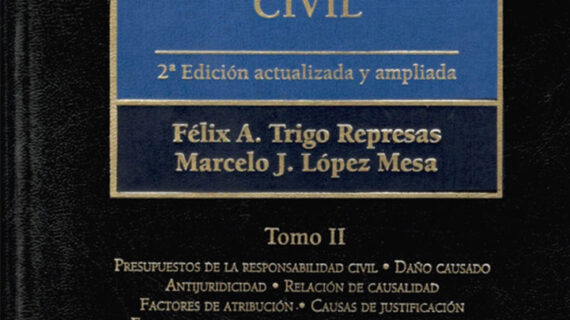 CIVIL
2ª Edición actualizada y ampliada
Félix A. Trigo Represas
Marcelo J. López Mesa
Tomo II
PRESUPUESTOS DE LA RESPONSABILIDAD CIVIL • DAÑO CAUSADO
ANTIJURIDICIDAD • RELACIÓN DE CAUSALIDAD
FACTORES DE ATRIBUCIÓN • CAUSAS DE JUSTIFICACIÓN